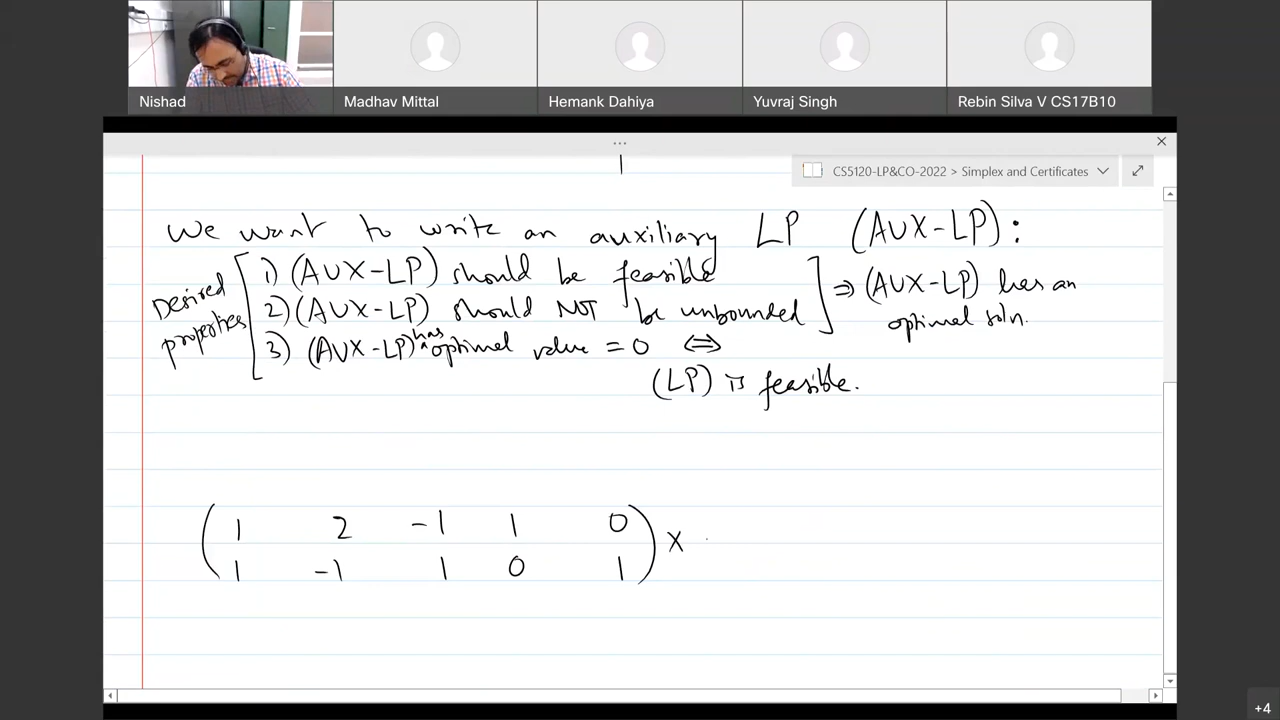 Nishad
Madhav Mittal
Hemank Dahiya
Yuvraj Singh
Rebin Silva V CS17B10
CS5120-LP&CO-2022 > Simplex and Certificates
We want to write an auxiliary LP (AUX-LP):
Desired properties
1) (AUX-LP) should be feasible
2) (AUX-LP) should NOT be unbounded
3) (AUX-LP) has optimal value = 0 ⇔
(LP) is feasible.
⇒ (AUX-LP) has an
optimal soln.
( 1 2 -1 1 0 ) x
( 1 -1 1 0 1 )
+4